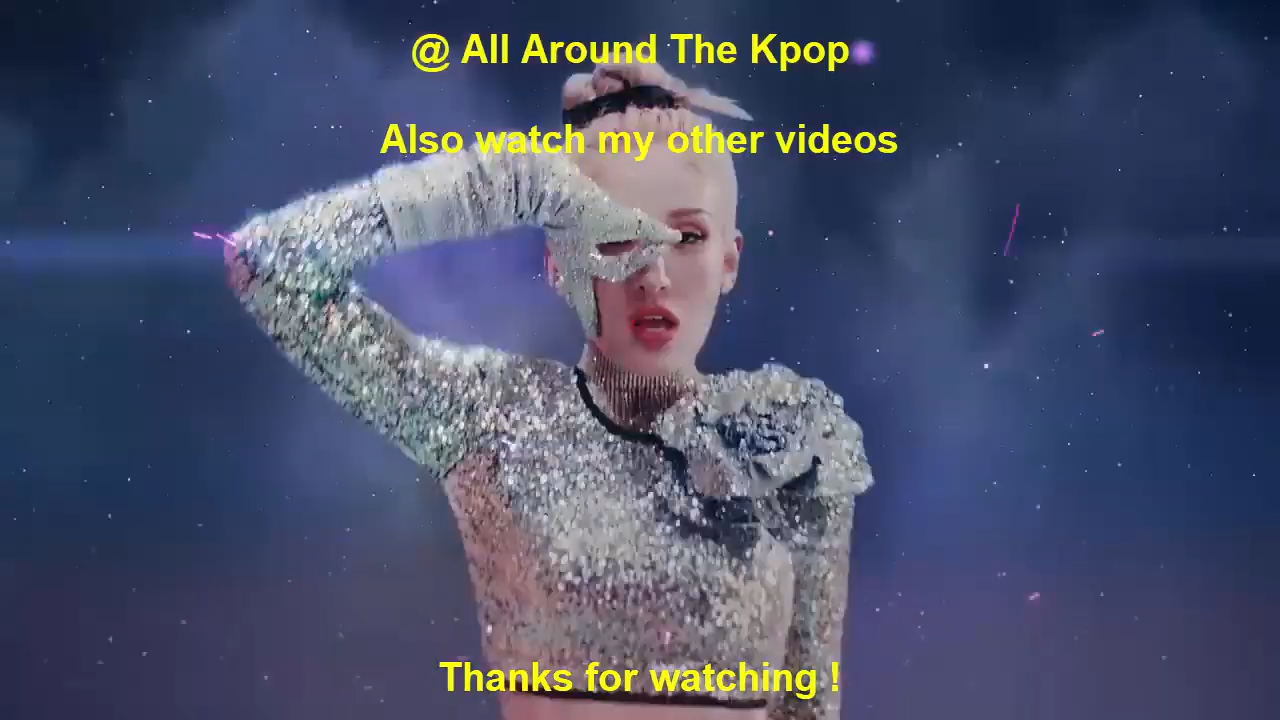 @ All Around The Kpop
Also watch my other videos
Thanks for watching !